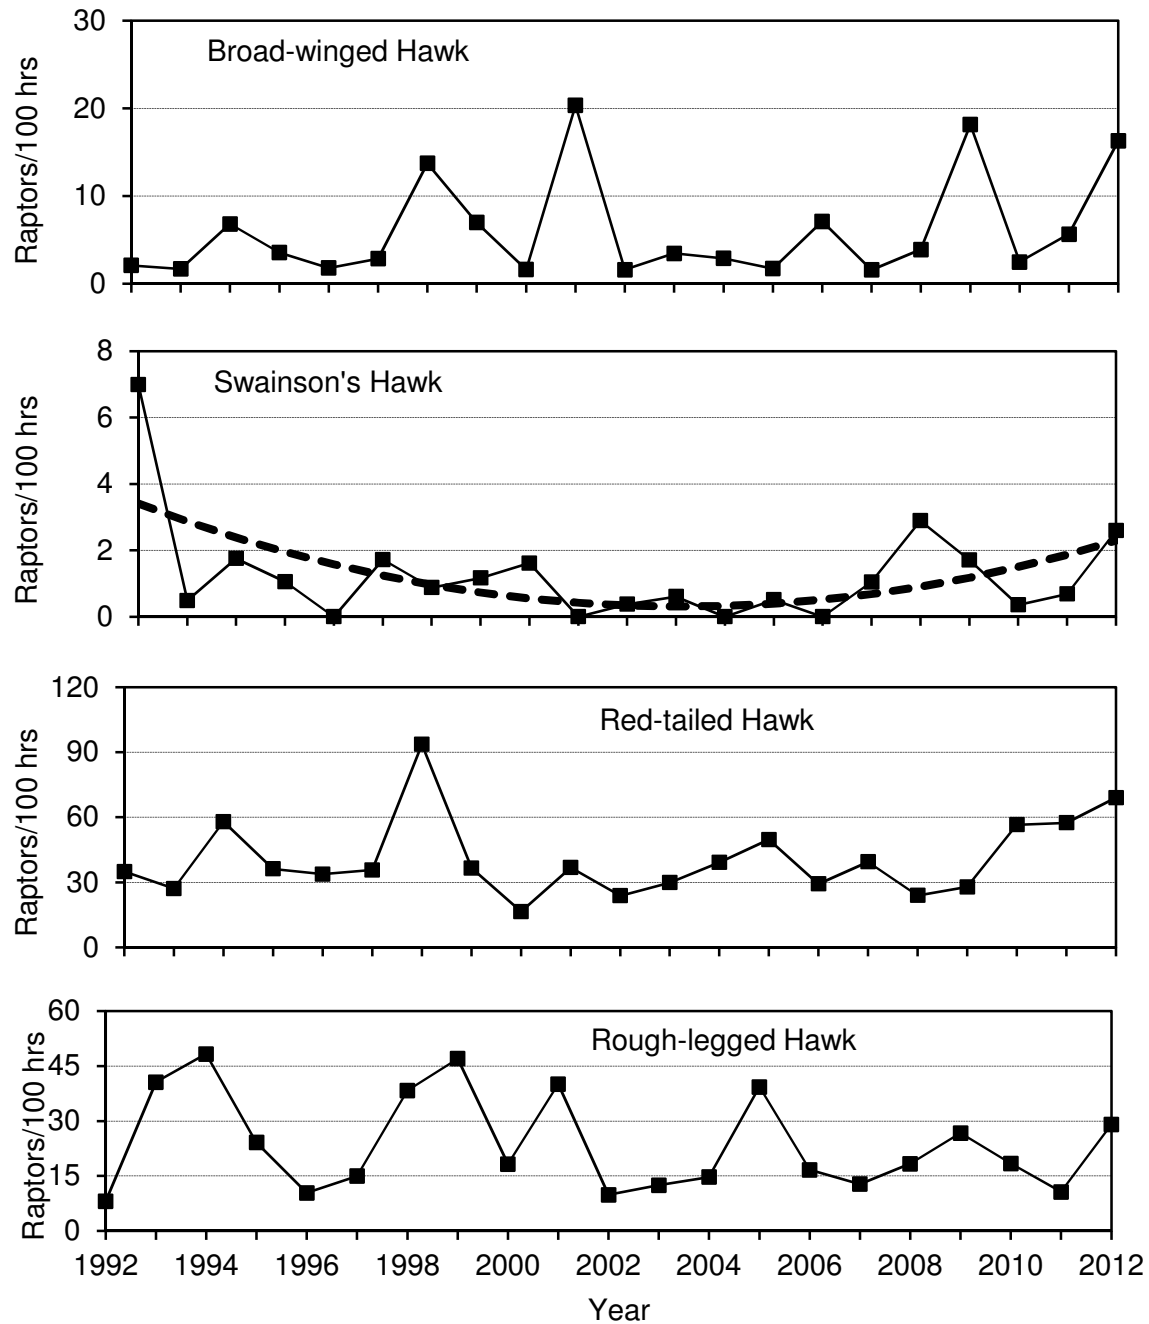 30
Broad-winged Hawk
20
10
0
Raptors/100 hrs
8
Swainson's Hawk
6
4
2
0
Raptors/100 hrs
120
Red-tailed Hawk
90
60
30
0
Raptors/100 hrs
60
Rough-legged Hawk
45
30
15
0
Raptors/100 hrs
1992 1994 1996 1998 2000 2002 2004 2006 2008 2010 2012
Year